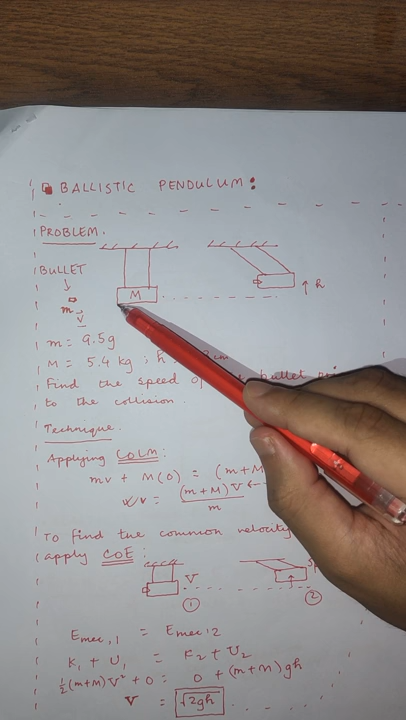 BALLISTIC PENDULUM:
PROBLEM.
BULLET
M
h
m
v
m = 9.5g
M = 5.4 kg ; h
cm
Find the speed of bullet
to the collision.
Technique.
Applying COLM
mv + M(0) = (m+M
v = (m+M)V
m
To find the common velocity
apply COE:
V
1
2
Emec,1 = Emec,2
K1 + U1 = K2 + U2
½(m+M)V² + 0 = 0 + (m+M)gh
V = √2gh